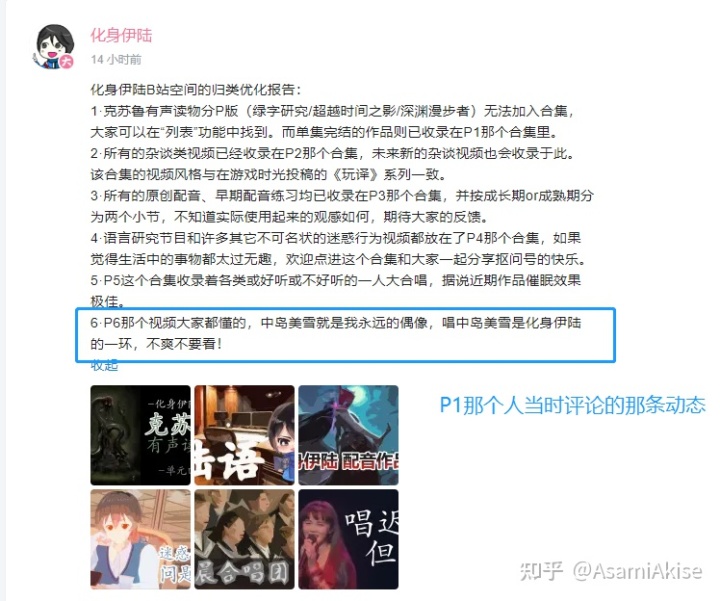 化身伊陆
大
14 小时前
化身伊陆B站空间的归类优化报告：
1·克苏鲁有声读物分P版（绿字研究/超越时间之影/深渊漫步者）无法加入合集，
大家可以在“列表”功能中找到。而单集完结的作品则已收录在P1那个合集里。
2·所有的杂谈类视频已经收录在P2那个合集，未来新的杂谈视频也会收录于此。
该合集的视频风格与在游戏时光投稿的《玩译》系列一致。
3·所有的原创配音、早期配音练习均已收录在P3那个合集，并按成长期or成熟期分
为两个小节，不知道实际使用起来的观感如何，期待大家的反馈。
4·语言研究节目和许多其它不可名状的迷惑行为视频都放在了P4那个合集，如果
觉得生活中的事物都太过无趣，欢迎点进这个合集和大家一起分享抠问号的快乐。
5·P5这个合集收录着各类或好听或不好听的一人大合唱，据说近期作品催眠效果
极佳。
6·P6那个视频大家都懂的，中岛美雪就是我永远的偶像，唱中岛美雪是化身伊陆
的一环，不爽不要看！
收起
P1那个人当时评论的那条动态
-化身伊
克苏
有声读
-单元
陆语
身伊陆 配音作品
迷惑
问是
晨合唱团
唱迟
但
知乎 @AsamiAkise